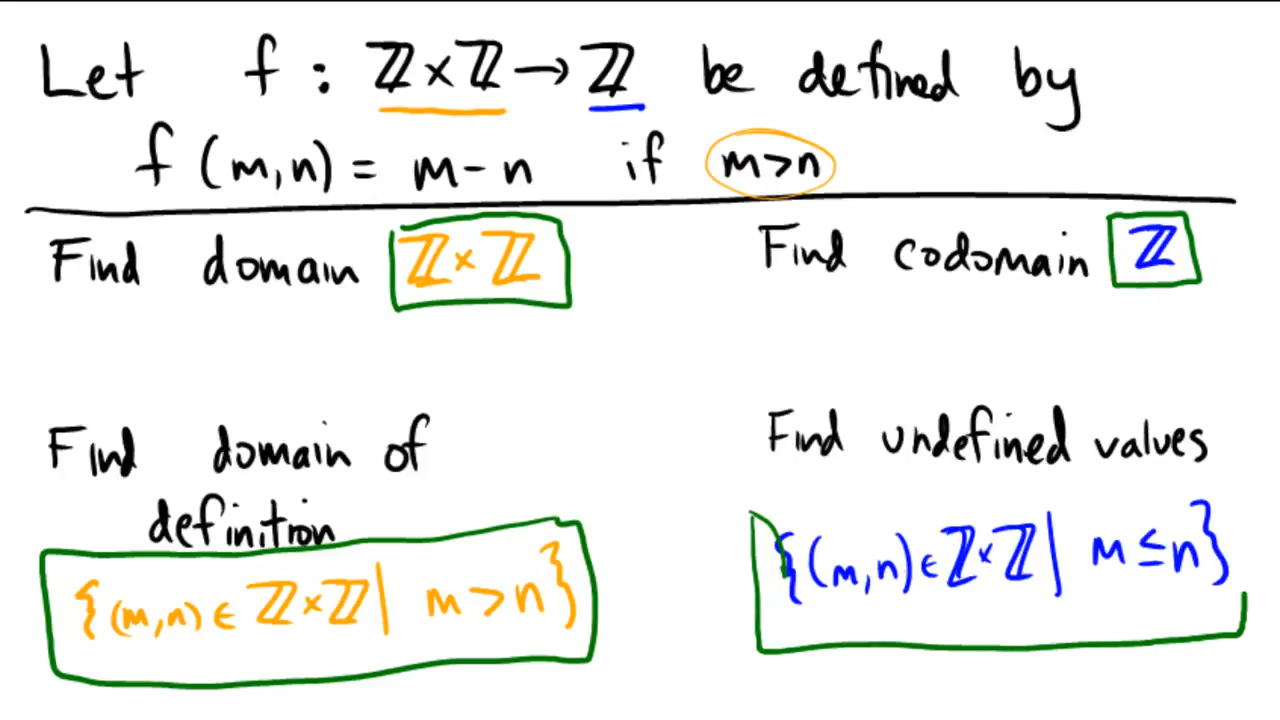 Let f : ℤ×ℤ→ℤ be defined by
f (m,n) = m-n if m>n
Find domain ℤ×ℤ
Find codomain ℤ
Find domain of
definition
{(m,n)∈ ℤ×ℤ| m>n}
Find undefined values
{(m,n)∈ℤ×ℤ| m≤n}